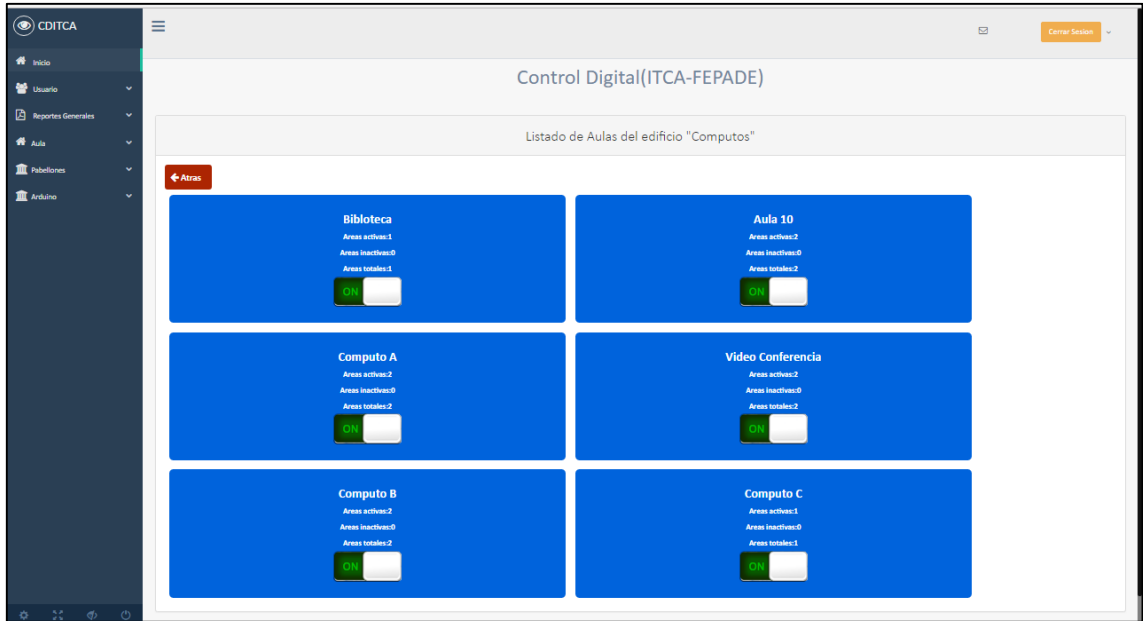 CDITCA
Inicio
Usuario
Reportes Generales
Aula
Pabellones
Arduino
Cerrar Sesion
Control Digital(ITCA-FEPADE)
Listado de Aulas del edificio "Computos"
Atras
Bibloteca
Areas activas:1
Areas inactivas:0
Areas totales:1
ON
Aula 10
Areas activas:2
Areas inactivas:0
Areas totales:2
ON
Computo A
Areas activas:2
Areas inactivas:0
Areas totales:2
ON
Video Conferencia
Areas activas:2
Areas inactivas:0
Areas totales:2
ON
Computo B
Areas activas:2
Areas inactivas:0
Areas totales:2
ON
Computo C
Areas activas:1
Areas inactivas:0
Areas totales:1
ON